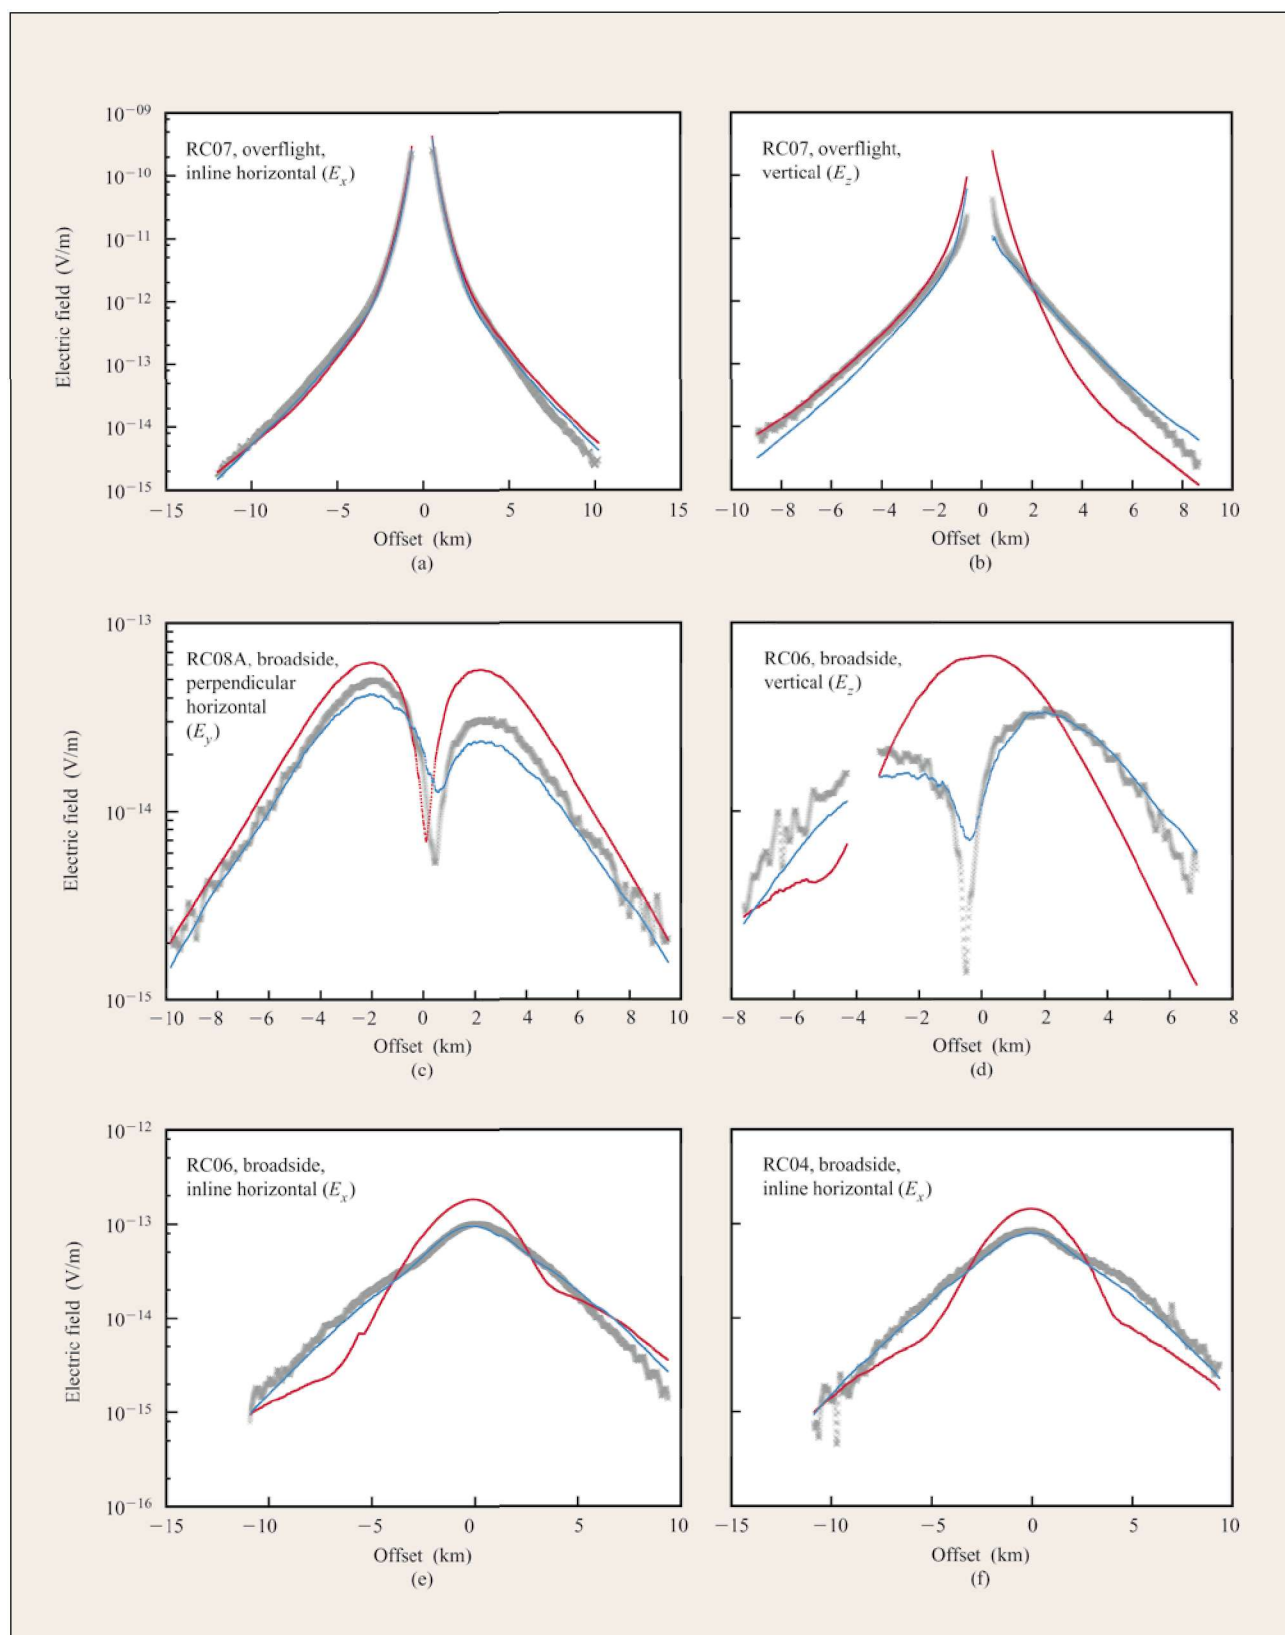 10−09
10−10
10−11
10−12
10−13
10−14
10−15
Electric field (V/m)
RC07, overflight,
inline horizontal (Ex)
−15 −10 −5 0 5 10 15
Offset (km)
(a)
RC07, overflight,
vertical (Ez)
−10 −8 −6 −4 −2 0 2 4 6 8 10
Offset (km)
(b)
10−13
10−14
10−15
Electric field (V/m)
RC08A, broadside,
perpendicular
horizontal
(Ey)
−10 −8 −6 −4 −2 0 2 4 6 8 10
Offset (km)
(c)
RC06, broadside,
vertical (Ez)
−8 −6 −4 −2 0 2 4 6 8
Offset (km)
(d)
10−12
10−13
10−14
10−15
10−16
Electric field (V/m)
RC06, broadside,
inline horizontal (Ex)
−15 −10 −5 0 5 10
Offset (km)
(e)
RC04, broadside,
inline horizontal (Ex)
−15 −10 −5 0 5 10
Offset (km)
(f)